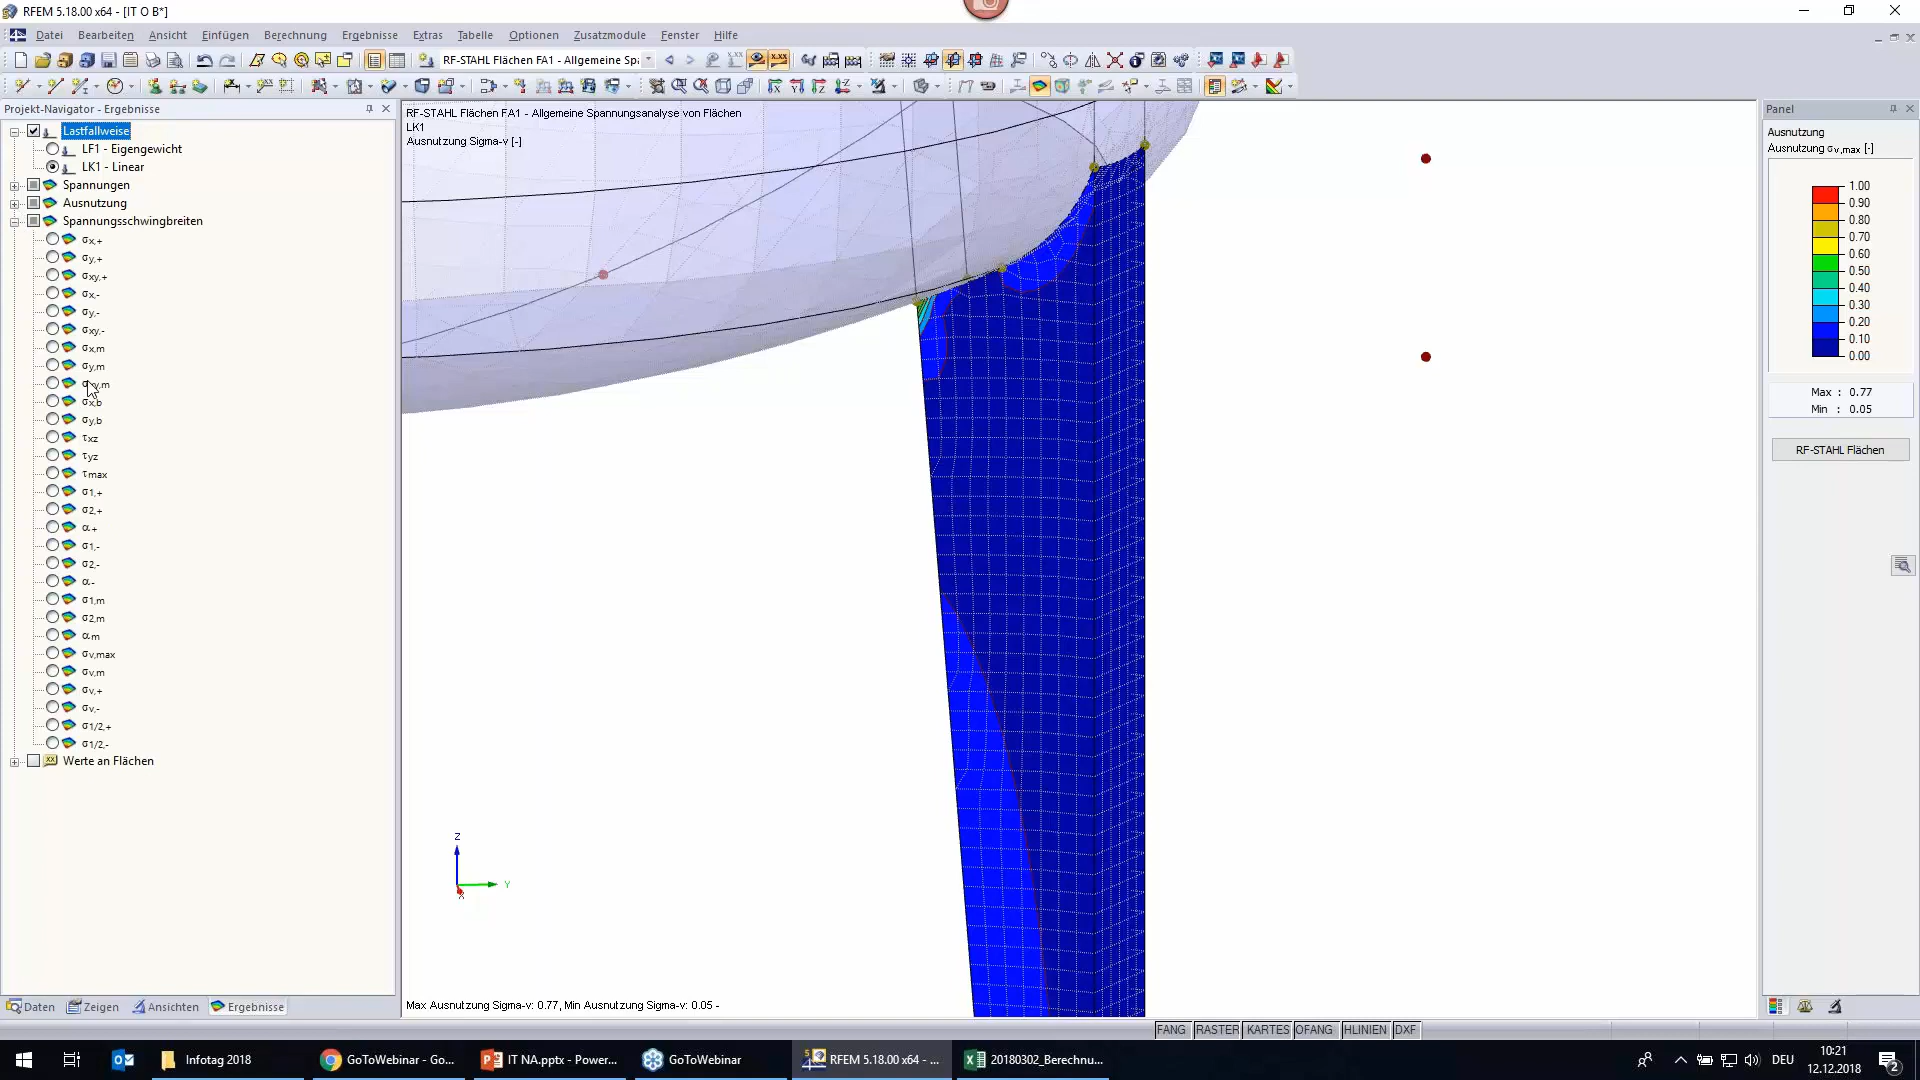 RFEM 5.18.00 x64 - [IT O B*]
Datei Bearbeiten Ansicht Einfügen Berechnung Ergebnisse Extras Tabelle Optionen Zusatzmodule Fenster Hilfe
RF-STAHL Flächen FA1 - Allgemeine Sp
Projekt-Navigator - Ergebnisse
Lastfallweise
LF1 - Eigengewicht
LK1 - Linear
Spannungen
Ausnutzung
Spannungsschwingbreiten
σx,+
σy,+
σxy,+
σx,-
σy,-
σxy,-
σx,m
σy,m
σxy,m
σx,b
σy,b
τxz
τyz
τmax
σ1,+
σ2,+
α+
σ1,-
σ2,-
α-
σ1,m
σ2,m
αm
σv,max
σv,m
σv,+
σv,-
σ1/2,+
σ1/2,-
Werte an Flächen
Daten Zeigen Ansichten Ergebnisse
RF-STAHL Flächen FA1 - Allgemeine Spannungsanalyse von Flächen
LK1
Ausnutzung Sigma-v [-]
Z
Y
X
Max Ausnutzung Sigma-v: 0.77, Min Ausnutzung Sigma-v: 0.05 -
Panel
Ausnutzung
Ausnutzung σv,max [-]
1.00
0.90
0.80
0.70
0.60
0.50
0.40
0.30
0.20
0.10
0.00
Max : 0.77
Min : 0.05
RF-STAHL Flächen
FANG RASTER KARTES OFANG HLINIEN DXF
Infotag 2018
GoToWebinar - Go...
IT NA.pptx - Power...
GoToWebinar
RFEM 5.18.00 x64 - ...
20180302_Berechnu...
DEU
10:21
12.12.2018
2